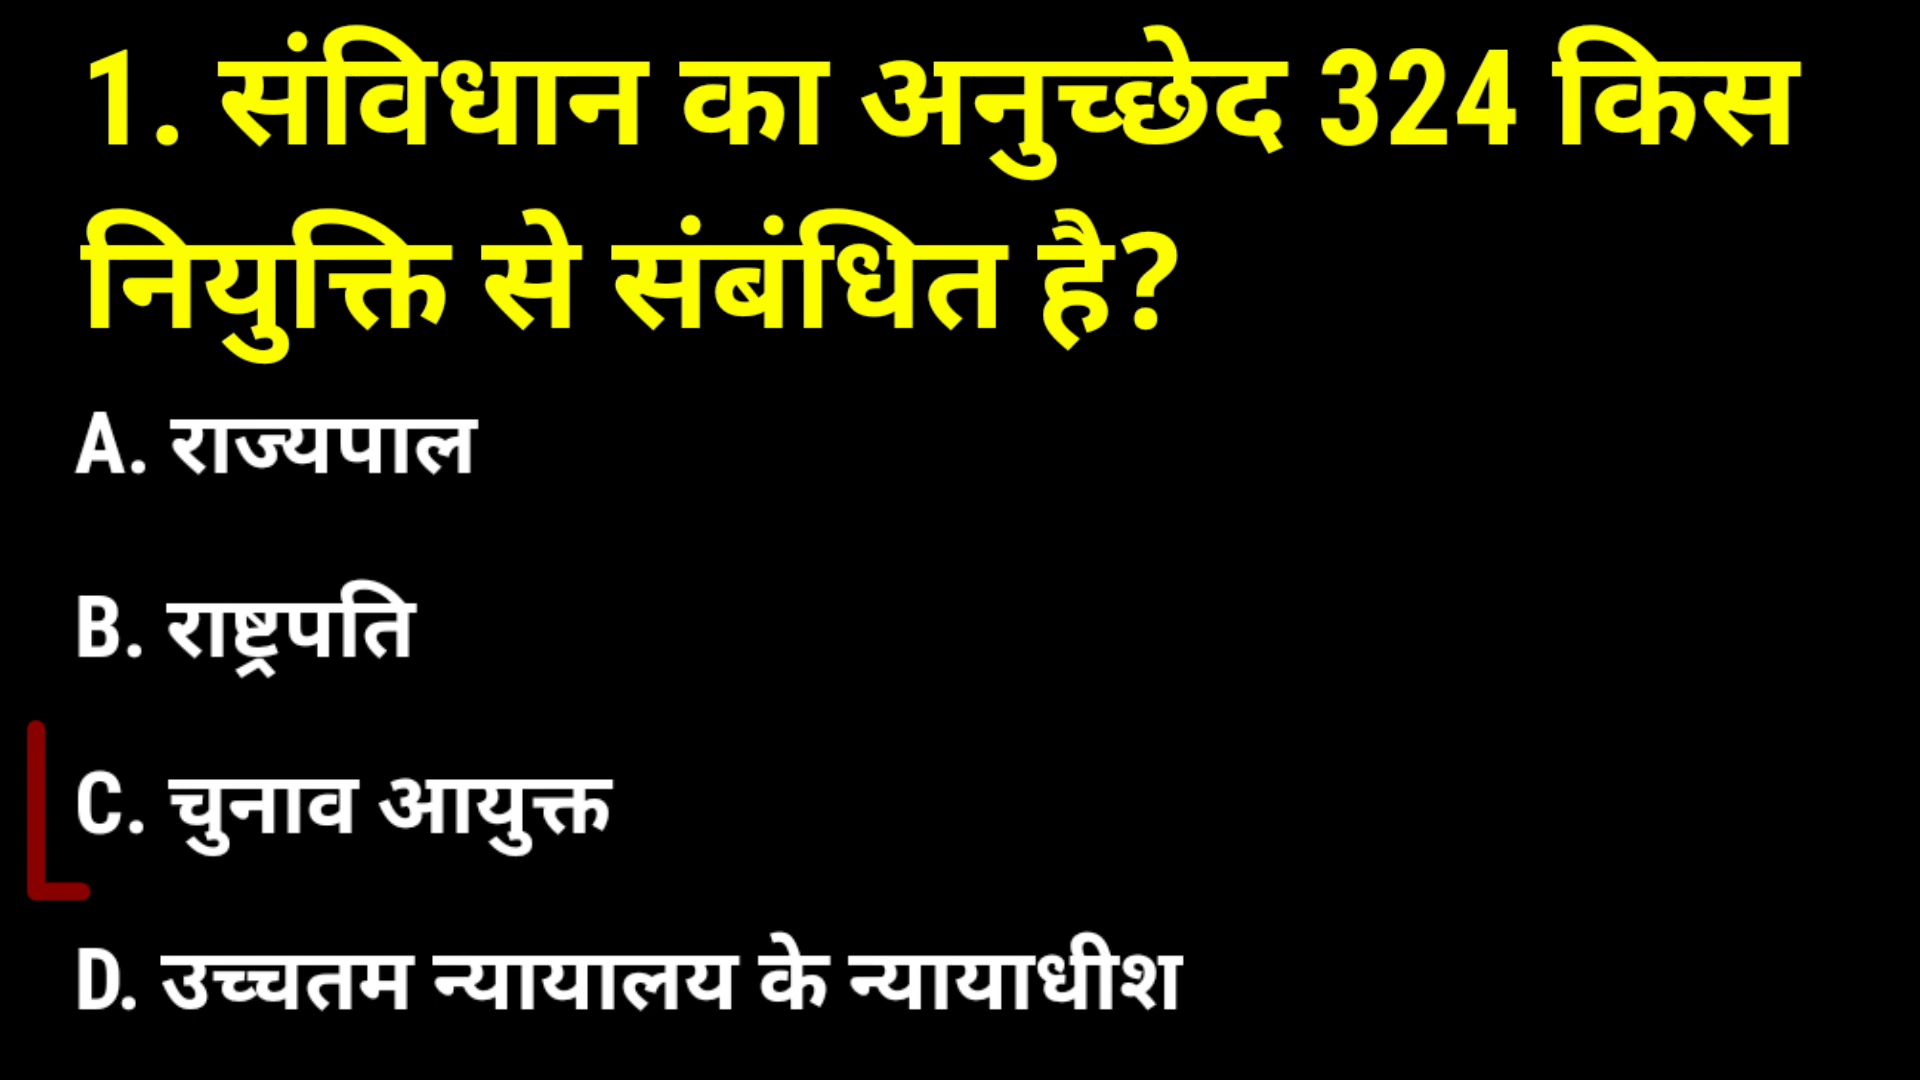 1. संविधान का अनुच्छेद 324 किस
नियुक्ति से संबंधित है?
A. राज्यपाल
B. राष्ट्रपति
C. चुनाव आयुक्त
D. उच्चतम न्यायालय के न्यायाधीश